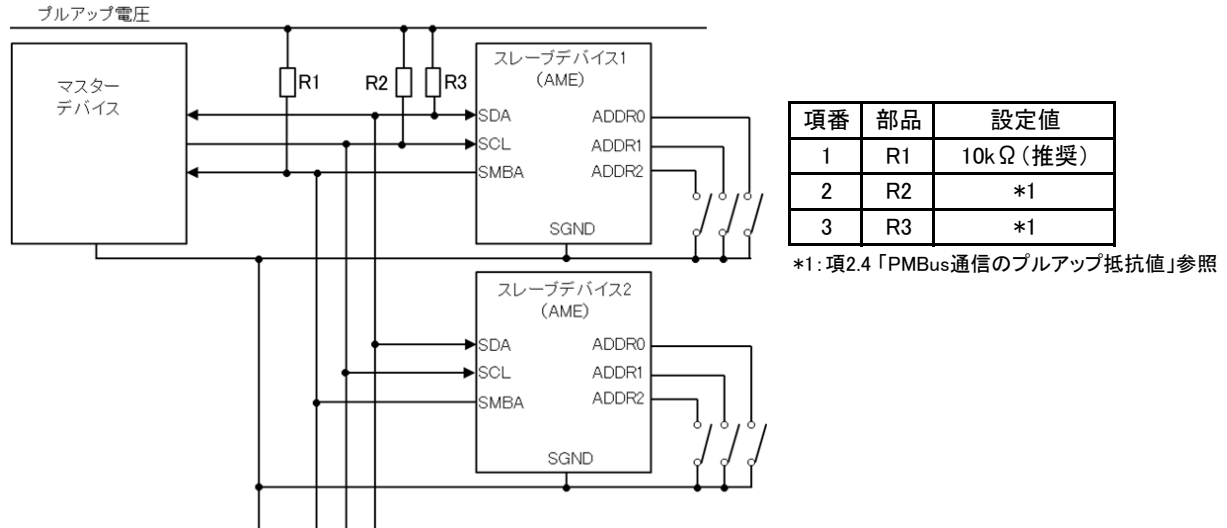 プルアップ電圧
マスター
デバイス
R1
R2
R3
スレーブデバイス1
(AME)
SDA
SCL
SMBA
ADDR0
ADDR1
ADDR2
SGND
スレーブデバイス2
(AME)
SDA
SCL
SMBA
ADDR0
ADDR1
ADDR2
SGND
項番 部品 設定値
1 R1 10kΩ(推奨)
2 R2 *1
3 R3 *1
*1:項2.4「PMBus通信のプルアップ抵抗値」参照